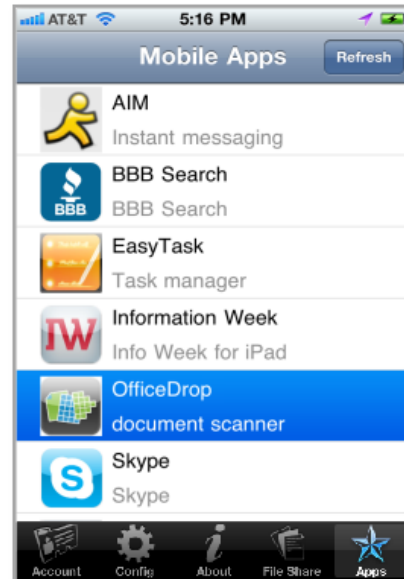 AT&T 5:16 PM
Mobile Apps Refresh
AIM
Instant messaging
BBB Search
BBB
BBB Search
EasyTask
Task manager
Information Week
IW
Info Week for iPad
OfficeDrop
document scanner
Skype
S
Skype
Account Config About File Share Apps